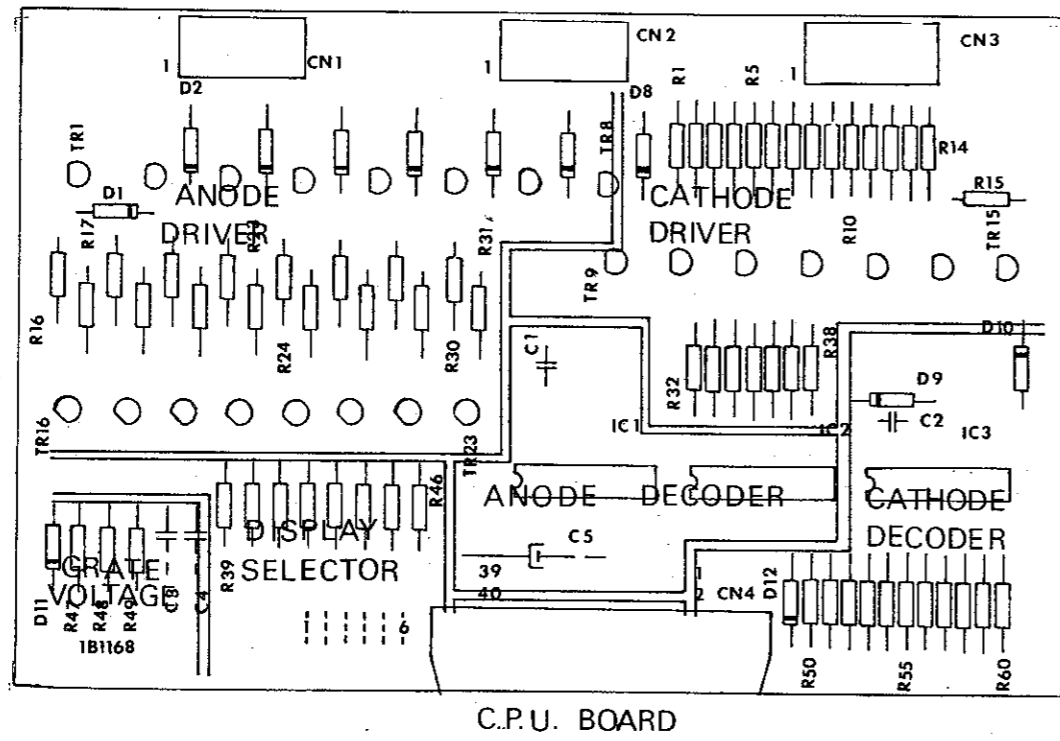 CN1
CN2
CN3
1
1
1
D2
D8
R1
R5
TR1
TR8
R14
D1
ANODE
DRIVER
CATHODE
DRIVER
R15
R17
R31
R10
TR15
TR9
R16
R24
R30
C1
R32
R38
D10
D9
C2
TR16
TR23
IC1
IC2
IC3
R46
ANODE DECODER
CATHODE
DECODER
DISPLAY
SELECTOR
R39
C5
39
40
1
2
CN4
D12
GRATE
VOLTAGE
D11
R47
R48
R49
C3
C4
1B1168
1
6
R50
R55
R60
C.P.U. BOARD